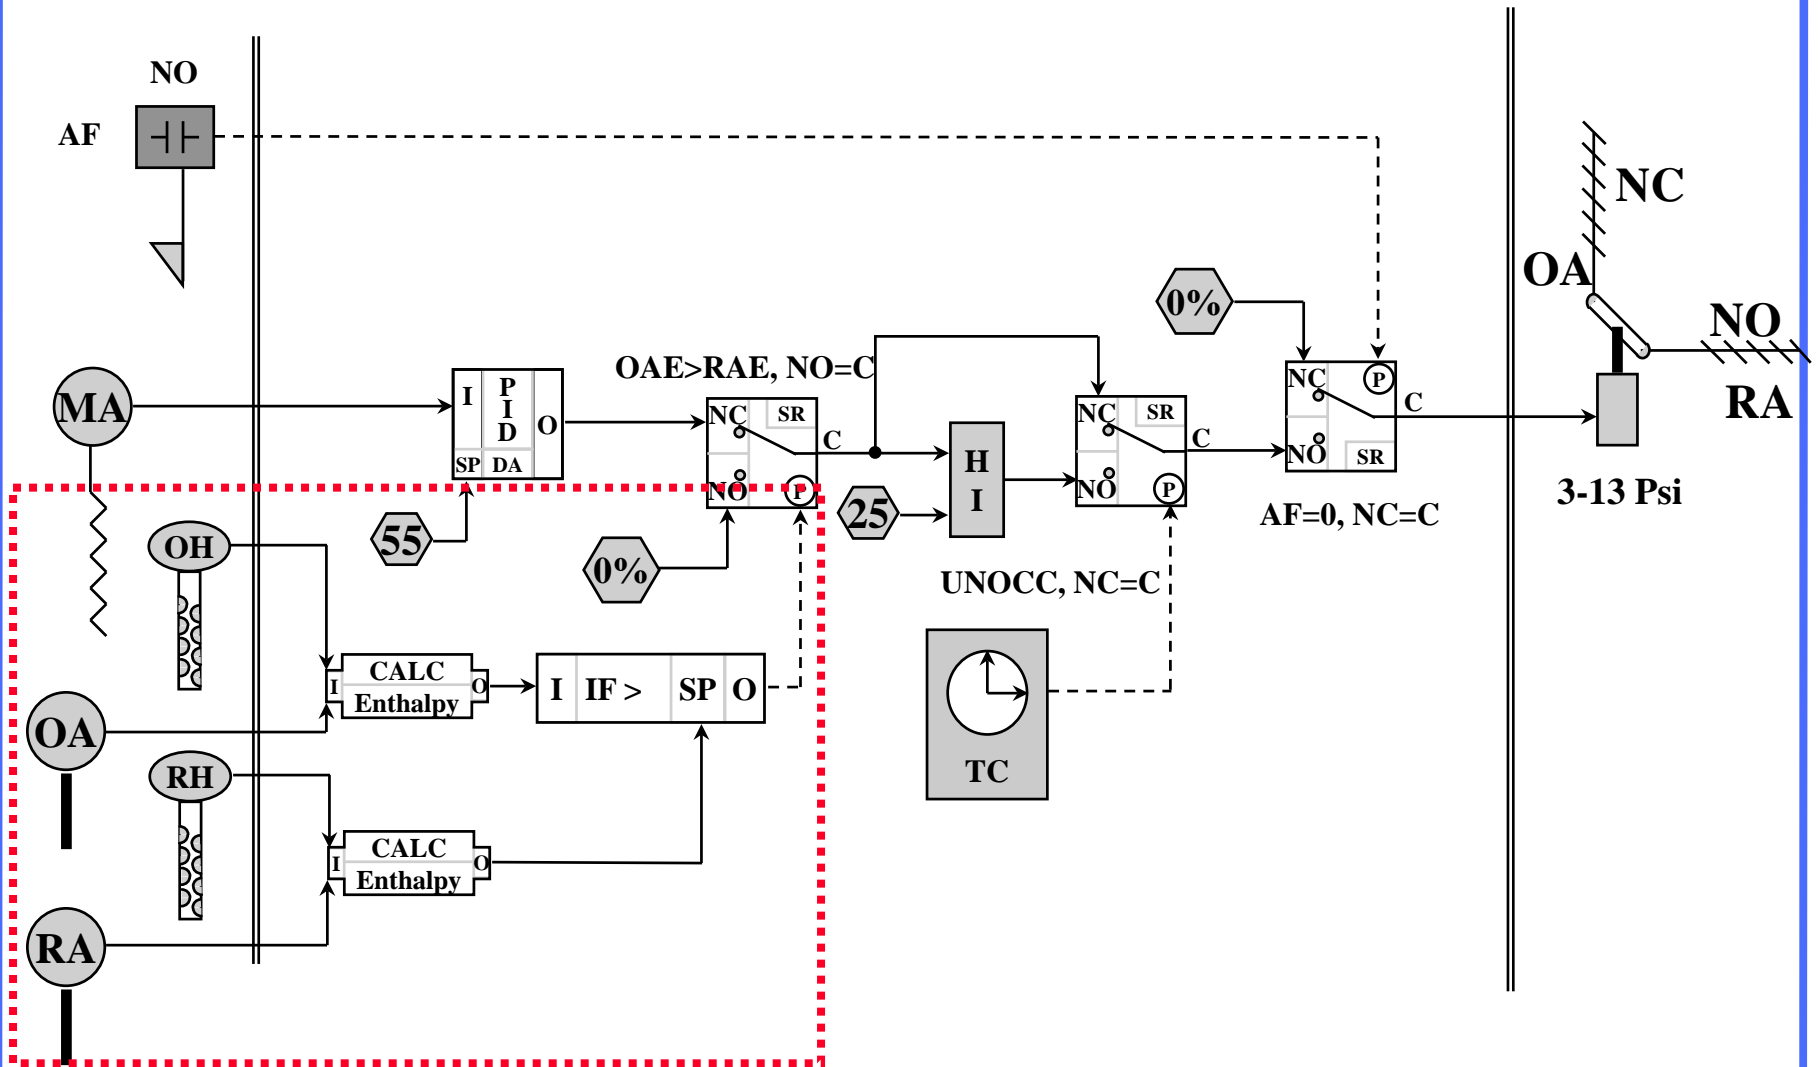 NO
AF
NC
OA
NO
RA
3-13 Psi
0%
NC
P
C
NO
SR
AF=0, NC=C
OAE>RAE, NO=C
MA
I
P
I
D
O
SP
DA
NC
SR
C
NO
P
H
I
NC
SR
C
NO
P
55
0%
25
UNOCC, NC=C
TC
OH
CALC
I
O
Enthalpy
I
IF >
SP
O
OA
RH
CALC
I
O
Enthalpy
RA